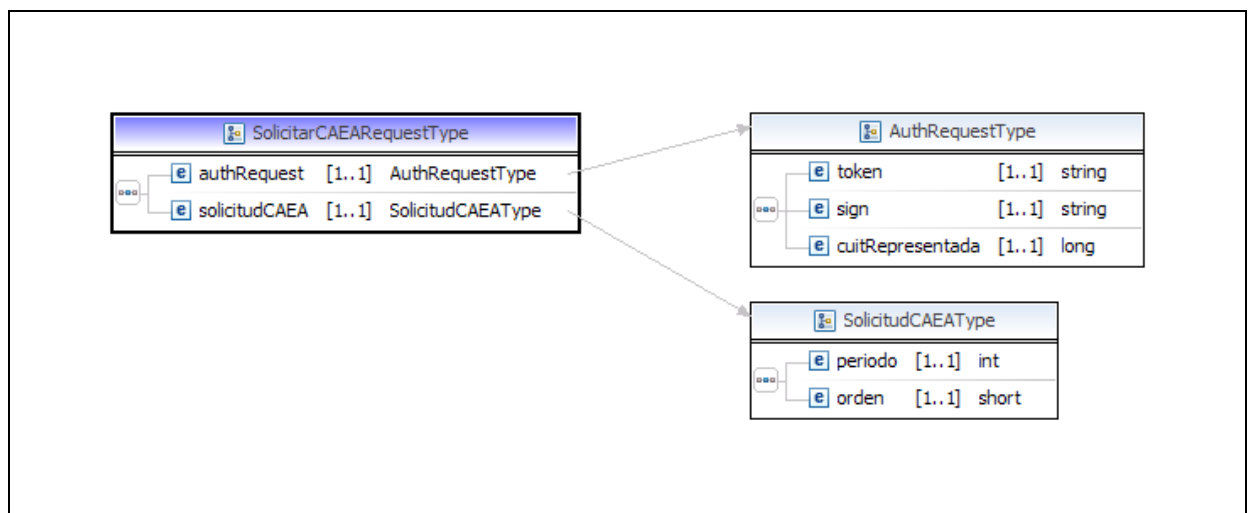 SolicitarCAEARequestType
e authRequest [1..1] AuthRequestType
e solicitudCAEA [1..1] SolicitudCAEAType
AuthRequestType
e token [1..1] string
e sign [1..1] string
e cuitRepresentada [1..1] long
SolicitudCAEAType
e periodo [1..1] int
e orden [1..1] short